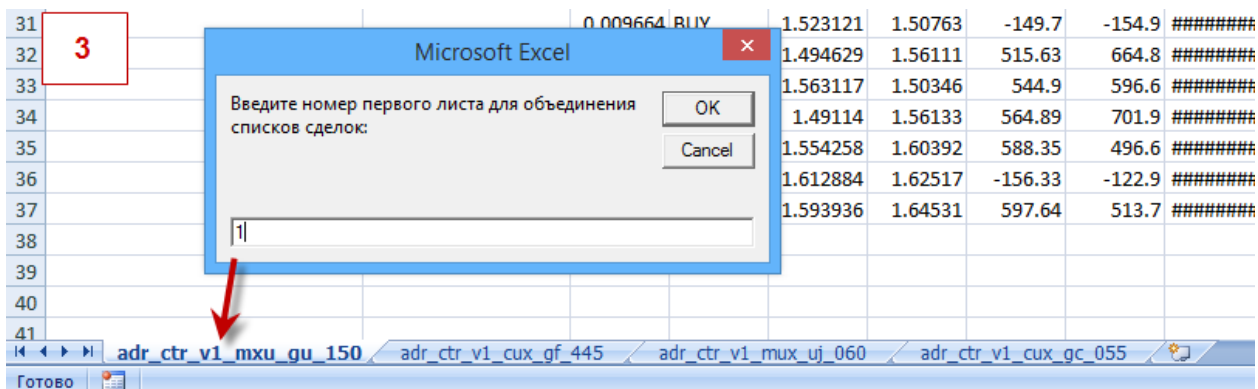 31 0.009664 BUY 1.523121 1.50763 -149.7 -154.9 ########
3
32 1.494629 1.56111 515.63 664.8 ########
33 1.563117 1.50346 544.9 596.6 ########
34 1.49114 1.56133 564.89 701.9 ########
35 1.554258 1.60392 588.35 496.6 ########
36 1.612884 1.62517 -156.33 -122.9 ########
37 1.593936 1.64531 597.64 513.7 ########
38
39
40
41
Microsoft Excel
Введите номер первого листа для объединения
списков сделок:
OK
Cancel
1
adr_ctr_v1_mxu_gu_150 adr_ctr_v1_cux_gf_445 adr_ctr_v1_mux_uj_060 adr_ctr_v1_cux_gc_055
Готово